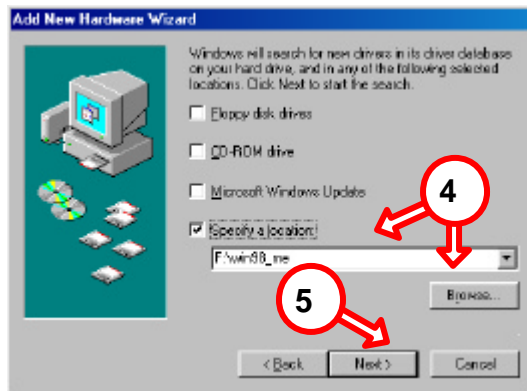 Add New Hardware Wizard
Windows will search for new drivers in its driver database
on your hard drive, and in any of the following selected
locations. Click Next to start the search.
Floppy disk drives
CD-ROM drive
Microsoft Windows Update
4
Specify a location:
F:\win98_me
Browse...
5
< Back
Next >
Cancel